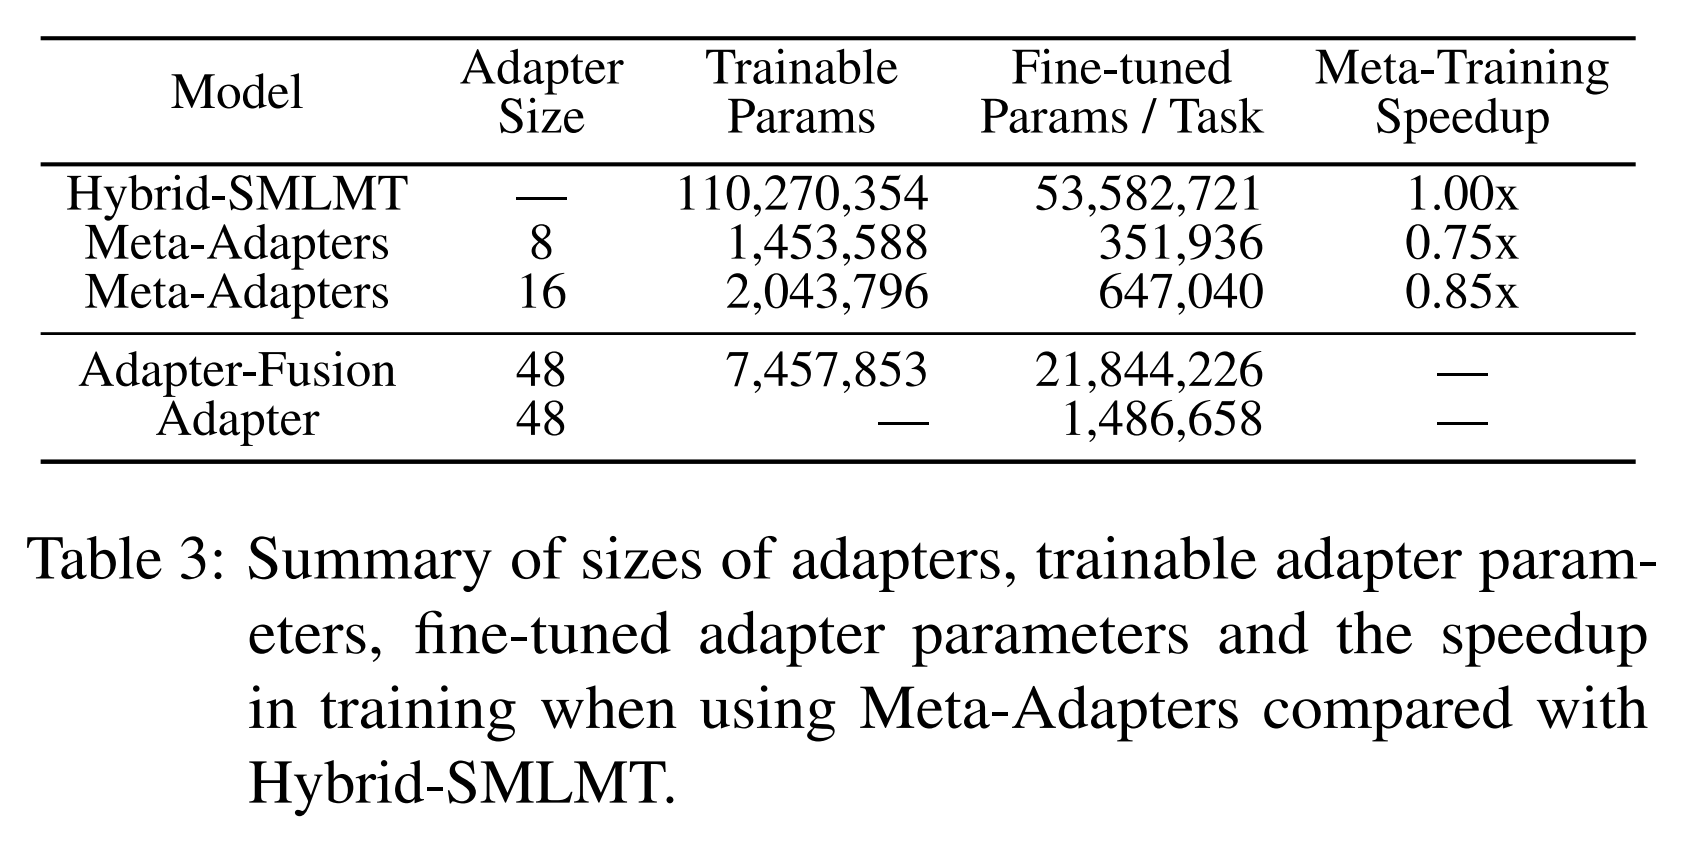 Model Adapter Size Trainable Params Fine-tuned Params / Task Meta-Training Speedup
Hybrid-SMLMT — 110,270,354 53,582,721 1.00x
Meta-Adapters 8 1,453,588 351,936 0.75x
Meta-Adapters 16 2,043,796 647,040 0.85x
Adapter-Fusion 48 7,457,853 21,844,226 —
Adapter 48 — 1,486,658 —
Table 3: Summary of sizes of adapters, trainable adapter param-
eters, fine-tuned adapter parameters and the speedup
in training when using Meta-Adapters compared with
Hybrid-SMLMT.